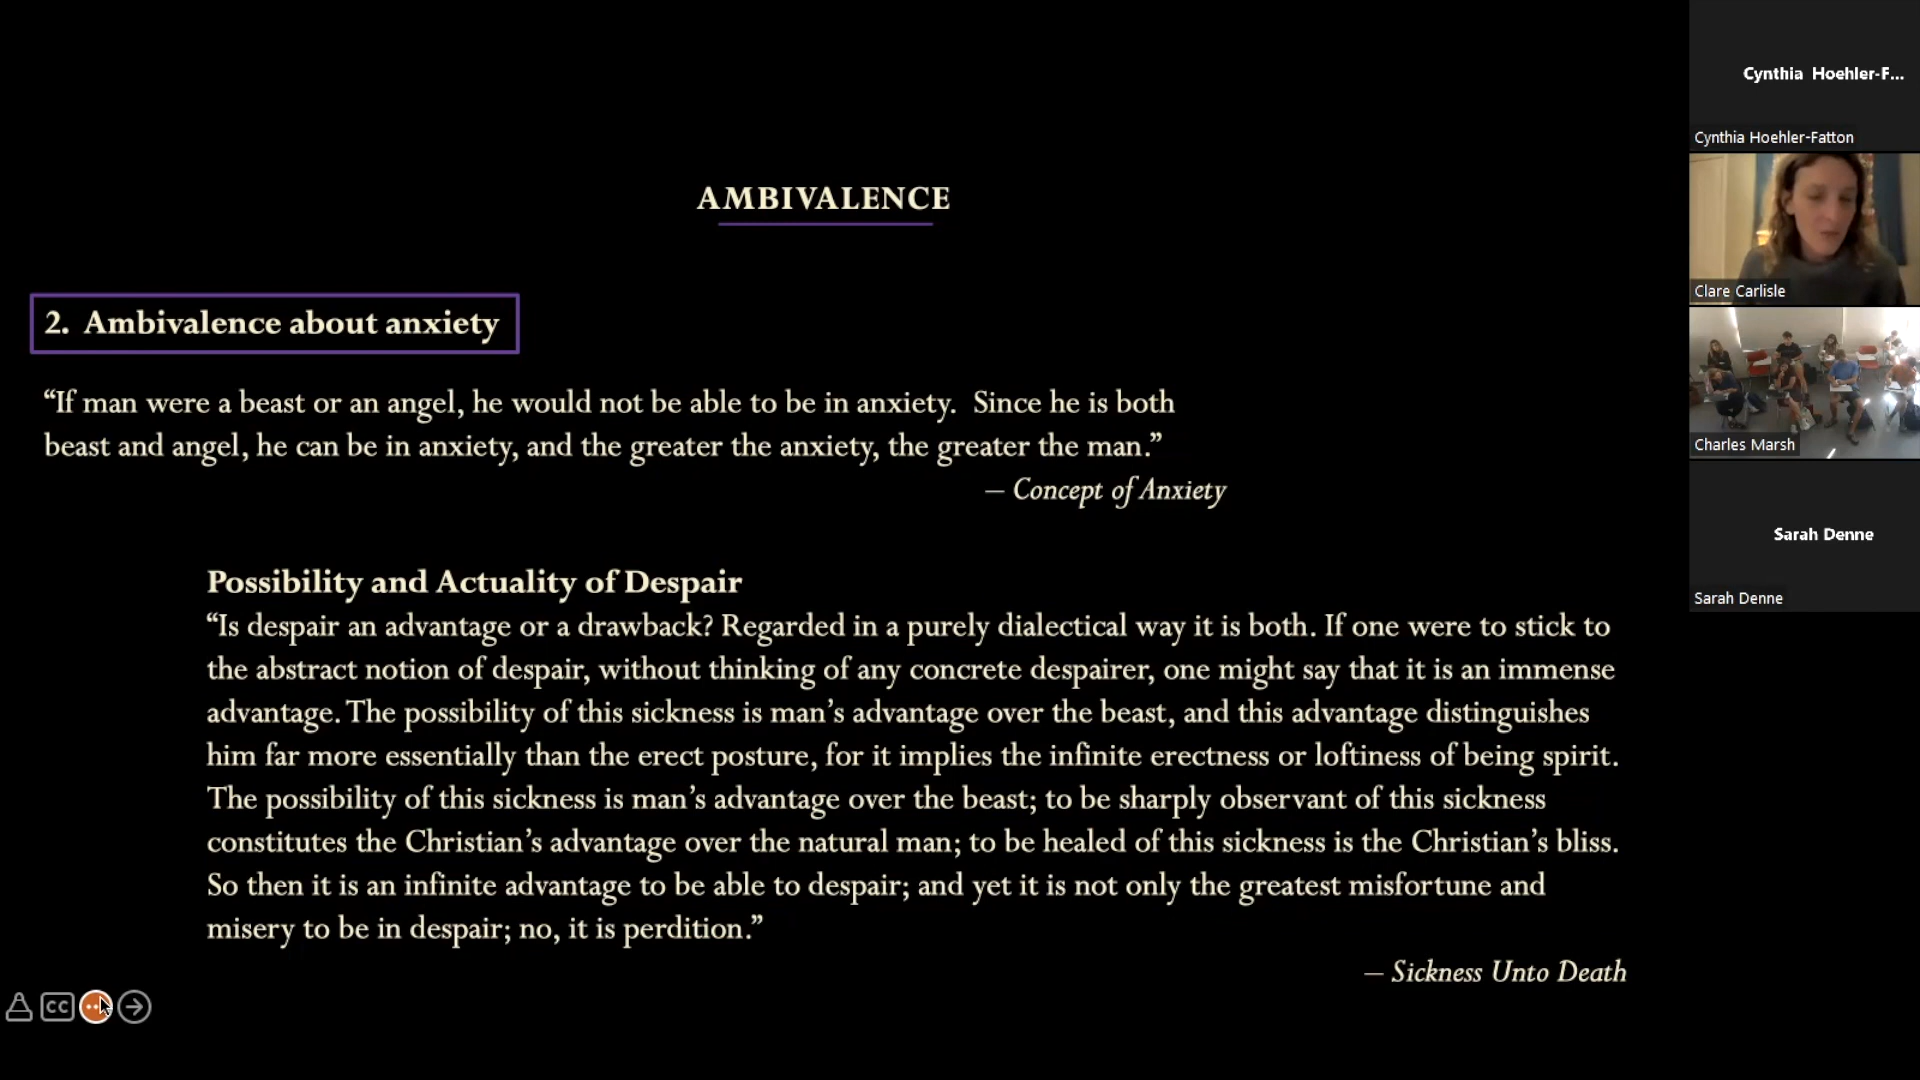 AMBIVALENCE
2. Ambivalence about anxiety
“If man were a beast or an angel, he would not be able to be in anxiety. Since he is both
beast and angel, he can be in anxiety, and the greater the anxiety, the greater the man.”
– Concept of Anxiety
Possibility and Actuality of Despair
“Is despair an advantage or a drawback? Regarded in a purely dialectical way it is both. If one were to stick to
the abstract notion of despair, without thinking of any concrete despairer, one might say that it is an immense
advantage. The possibility of this sickness is man’s advantage over the beast, and this advantage distinguishes
him far more essentially than the erect posture, for it implies the infinite erectness or loftiness of being spirit.
The possibility of this sickness is man’s advantage over the beast; to be sharply observant of this sickness
constitutes the Christian’s advantage over the natural man; to be healed of this sickness is the Christian’s bliss.
So then it is an infinite advantage to be able to despair; and yet it is not only the greatest misfortune and
misery to be in despair; no, it is perdition.”
– Sickness Unto Death
CC
Cynthia Hoehler-F...
Cynthia Hoehler-Fatton
Clare Carlisle
Charles Marsh
Sarah Denne
Sarah Denne